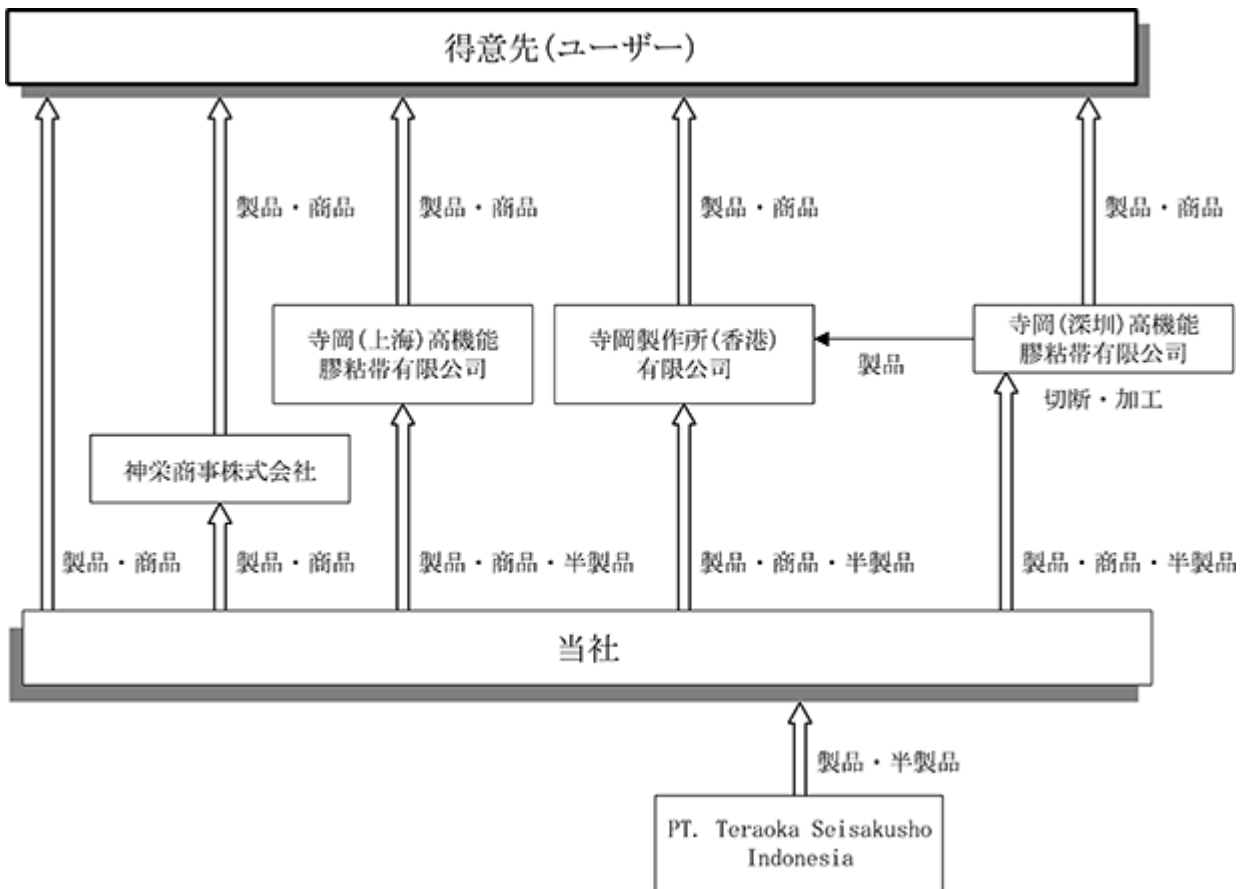 得意先(ユーザー)
製品・商品
製品・商品
製品・商品
製品・商品
寺岡(上海)高機能
膠粘帯有限公司
寺岡製作所(香港)
有限公司
寺岡(深圳)高機能
膠粘帯有限公司
製品
切断・加工
神栄商事株式会社
製品・商品
製品・商品
製品・商品・半製品
製品・商品・半製品
製品・商品・半製品
当社
製品・半製品
PT. Teraoka Seisakusho
Indonesia